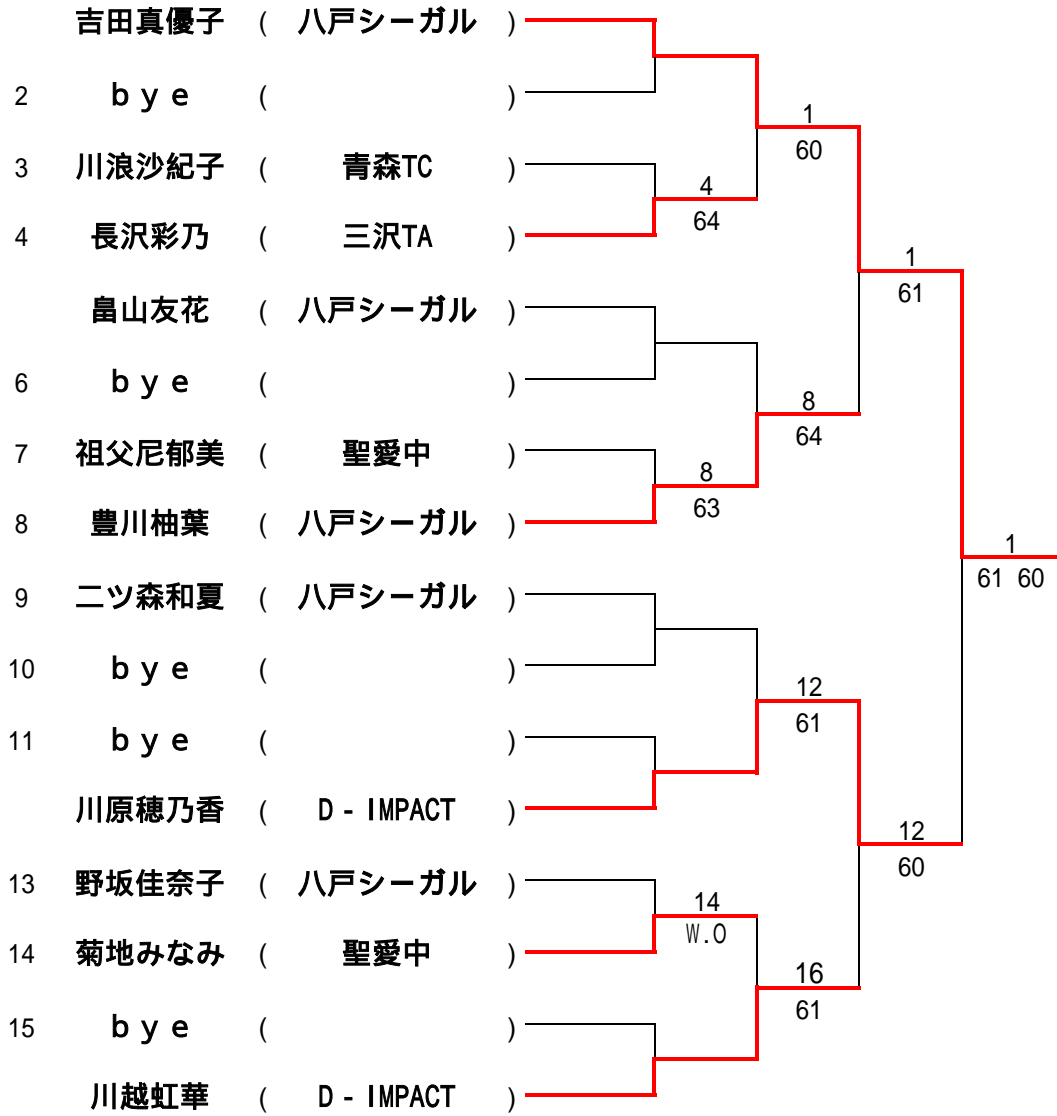 吉田真優子 ( 八戸シーガル )
2 ｂｙｅ ( )
1
60
3 川浪沙紀子 ( 青森TC )
4
64
4 長沢彩乃 ( 三沢TA )
1
61
畠山友花 ( 八戸シーガル )
6 ｂｙｅ ( )
8
64
7 祖父尼郁美 ( 聖愛中 )
8
63
8 豊川柚葉 ( 八戸シーガル )
1
61 60
9 二ツ森和夏 ( 八戸シーガル )
10 ｂｙｅ ( )
12
61
11 ｂｙｅ ( )
川原穂乃香 ( D - IMPACT )
12
60
13 野坂佳奈子 ( 八戸シーガル )
14
W.O
14 菊地みなみ ( 聖愛中 )
16
61
15 ｂｙｅ ( )
川越虹華 ( D - IMPACT )